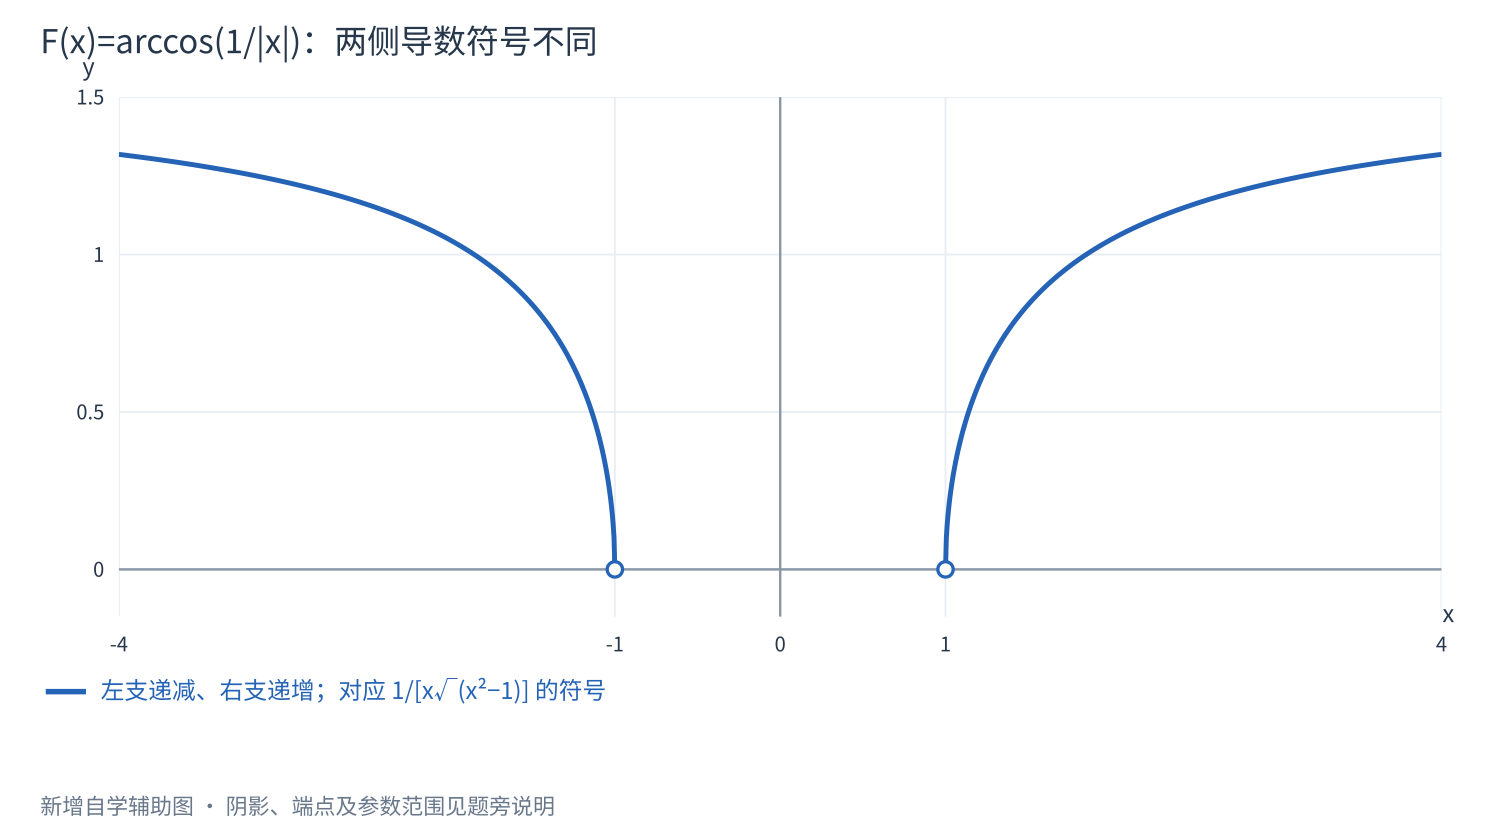 F(x)=arccos(1/|x|)：两侧导数符号不同
y
1.5
1
0.5
0
x
-4 -1 0 1 4
左支递减、右支递增；对应 1/[x√(x²−1)] 的符号
新增自学辅助图 · 阴影、端点及参数范围见题旁说明